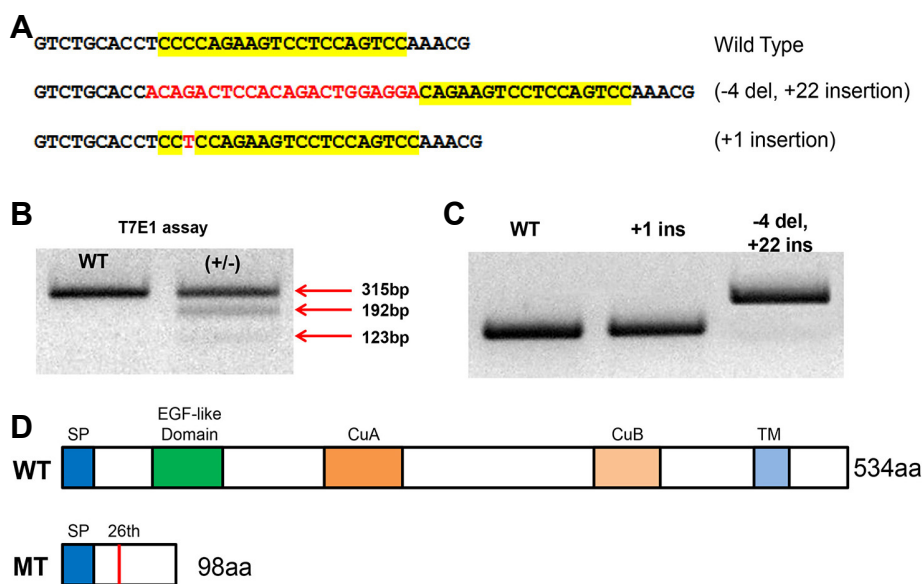 A
GTCTGCACCTCCCCAGAAGTCCTCCAGTCCAAACG Wild Type
GTCTGCACCACAGACTCCACAGACTGGAGGACAGAAGTCCTCCAGTCCAAACG (-4 del, +22 insertion)
GTCTGCACCTCCTCCAGAAGTCCTCCAGTCCAAACG (+1 insertion)
B
T7E1 assay
WT (+/-)
315bp
192bp
123bp
C
WT +1 ins -4 del,
+22 ins
D
SP EGF-like
Domain CuA CuB TM
WT 534aa
SP 26th
MT 98aa